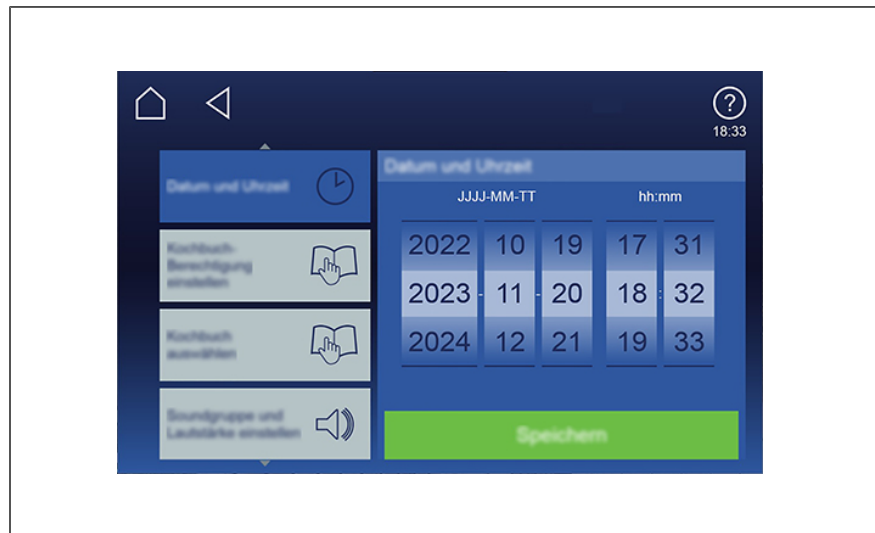 ?
18:33
Datum und Uhrzeit
Kochbuch-
Berechtigung
einstellen
Kochbuch
auswählen
Soundgruppe und
Lautstärke einstellen
Datum und Uhrzeit
JJJJ-MM-TT hh:mm
2022 10 19 17 31
2023 - 11 - 20 18 : 32
2024 12 21 19 33
Speichern